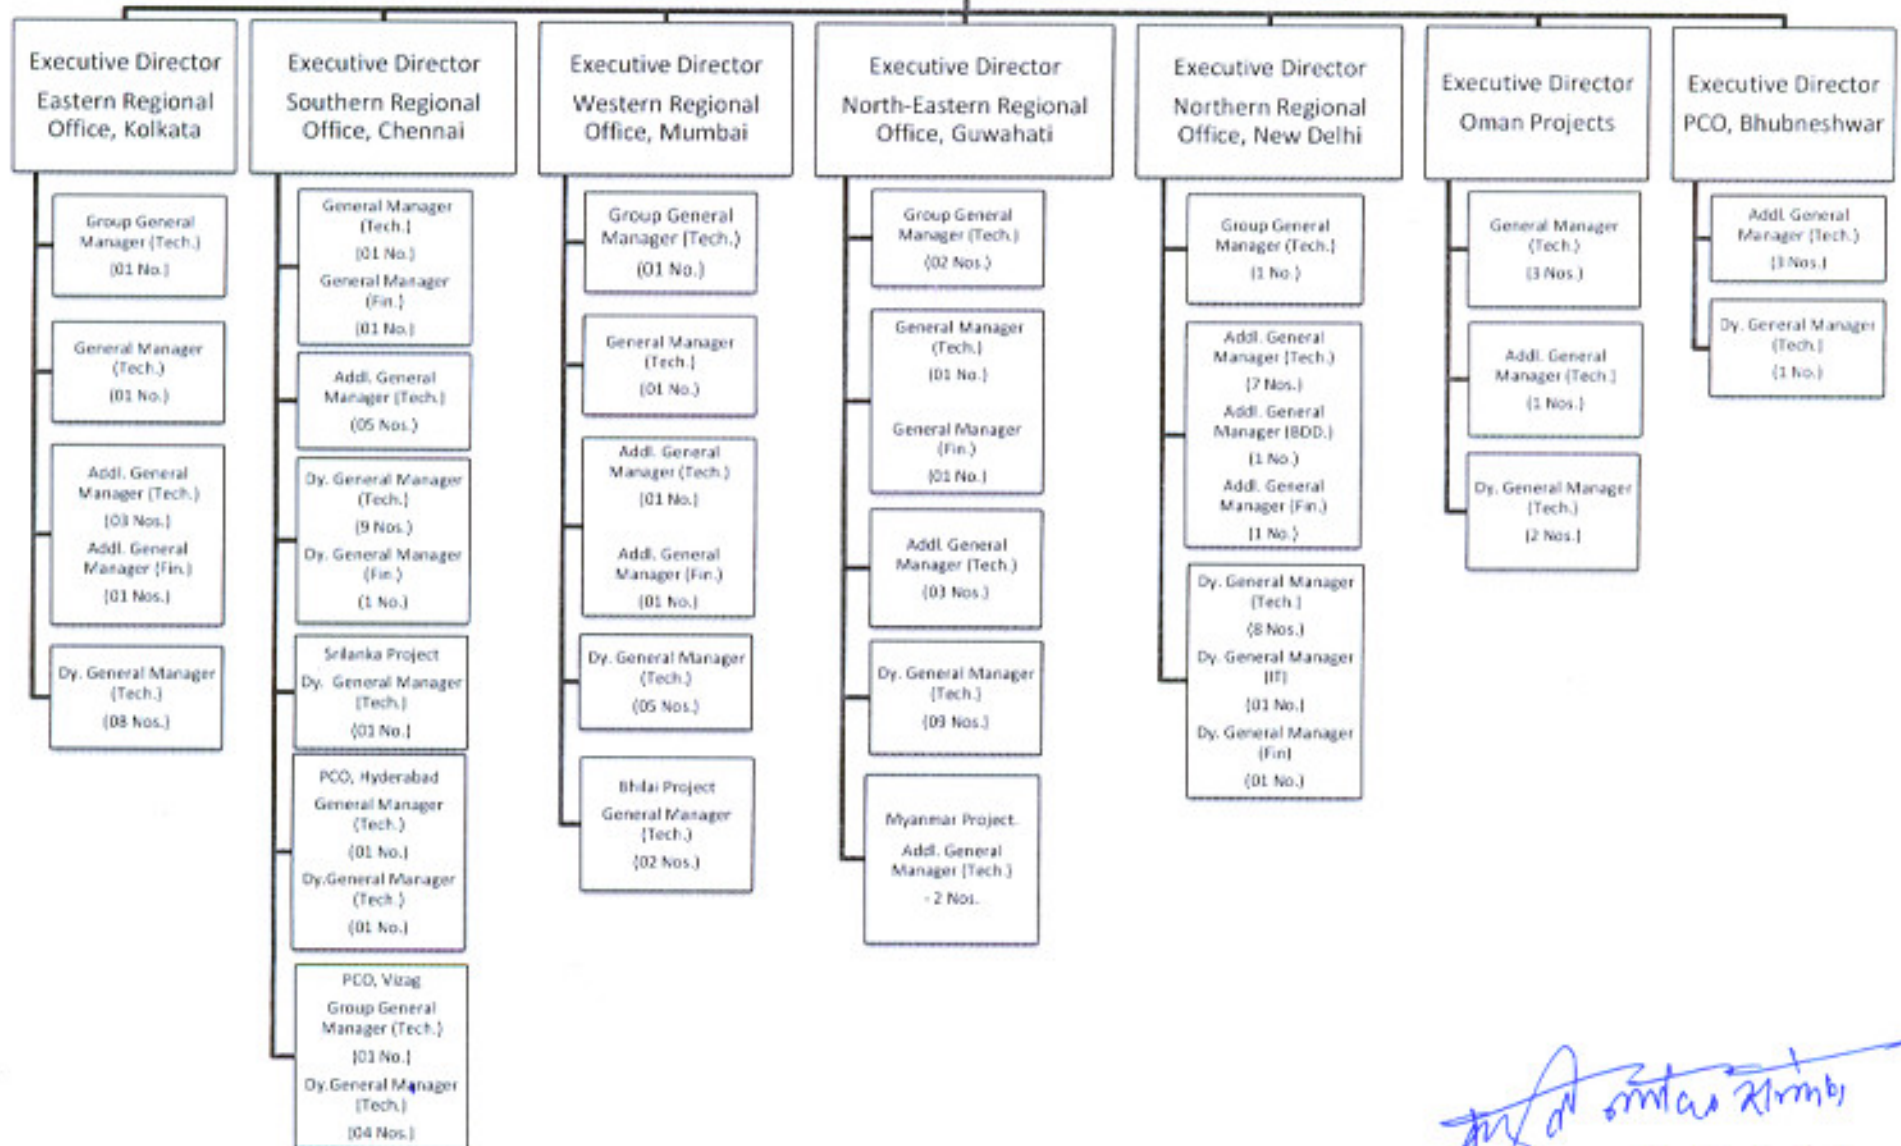 Executive Director
Eastern Regional
Office, Kolkata
Group General
Manager (Tech.)
(01 No.)
General Manager
(Tech.)
(01 No.)
Addl. General
Manager (Tech.)
(03 Nos.)
Addl. General
Manager (Fin.)
(01 Nos.)
Dy. General Manager
(Tech.)
(08 Nos.)
Executive Director
Southern Regional
Office, Chennai
General Manager
(Tech.)
(01 No.)
General Manager
(Fin.)
(01 No.)
Addl. General
Manager (Tech.)
(05 Nos.)
Dy. General Manager
(Tech.)
(9 Nos.)
Dy. General Manager
(Fin.)
(1 No.)
Srilanka Project
Dy. General Manager
(Tech.)
(01 No.)
PCO, Hyderabad
General Manager
(Tech.)
(01 No.)
Dy.General Manager
(Tech.)
(01 No.)
PCO, Vizag
Group General
Manager (Tech.)
(01 No.)
Dy.General Manager
(Tech.)
(04 Nos.)
Executive Director
Western Regional
Office, Mumbai
Group General
Manager (Tech.)
(01 No.)
General Manager
(Tech.)
(01 No.)
Addl. General
Manager (Tech.)
(01 No.)
Addl. General
Manager (Fin.)
(01 No.)
Dy. General Manager
(Tech.)
(05 Nos.)
Bhilai Project
General Manager
(Tech.)
(02 Nos.)
Executive Director
North-Eastern Regional
Office, Guwahati
Group General
Manager (Tech.)
(02 Nos.)
General Manager
(Tech.)
(01 No.)
General Manager
(Fin.)
(01 No.)
Addl. General
Manager (Tech.)
(03 Nos.)
Dy. General Manager
(Tech.)
(09 Nos.)
Myanmar Project.
Addl. General
Manager (Tech.)
- 2 Nos.
Executive Director
Northern Regional
Office, New Delhi
Group General
Manager (Tech.)
(1 No.)
Addl. General
Manager (Tech.)
(7 Nos.)
Addl. General
Manager (BDD.)
(1 No.)
Addl. General
Manager (Fin.)
(1 No.)
Dy. General Manager
(Tech.)
(8 Nos.)
Dy. General Manager
(IT)
(01 No.)
Dy. General Manager
(Fin)
(01 No.)
Executive Director
Oman Projects
General Manager
(Tech.)
(3 Nos.)
Addl. General
Manager (Tech.)
(1 Nos.)
Dy. General Manager
(Tech.)
(2 Nos.)
Executive Director
PCO, Bhubneshwar
Addl. General
Manager (Tech.)
(3 Nos.)
Dy. General Manager
(Tech.)
(1 No.)